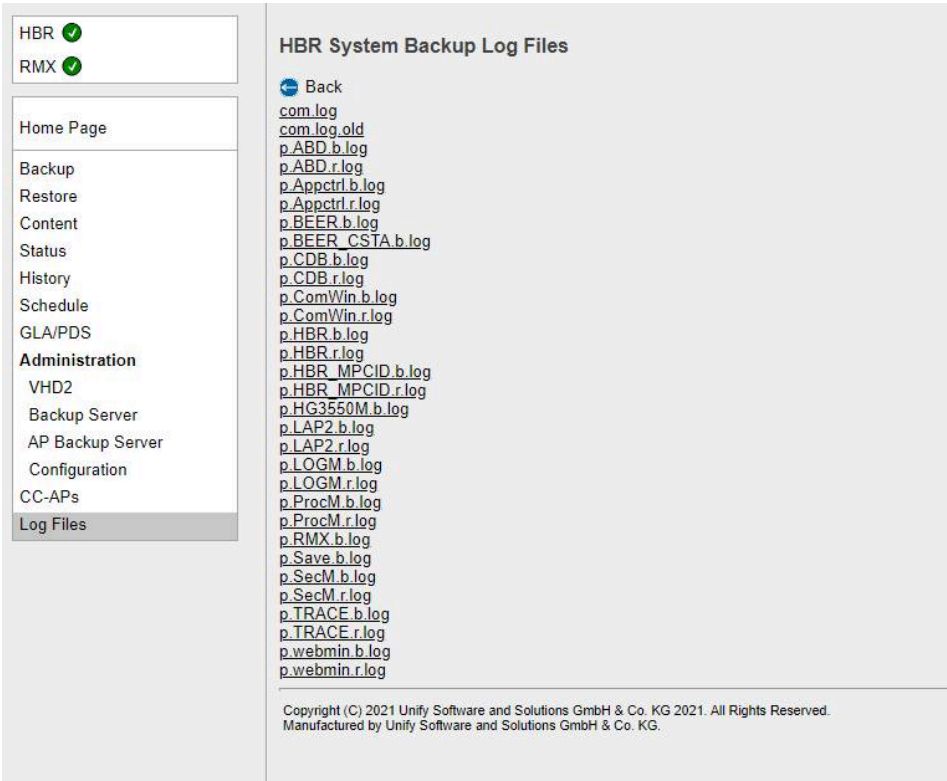 HBR
RMX
Home Page
Backup
Restore
Content
Status
History
Schedule
GLA/PDS
Administration
VHD2
Backup Server
AP Backup Server
Configuration
CC-APs
Log Files
HBR System Backup Log Files
Back
com.log
com.log.old
p.ABD.b.log
p.ABD.r.log
p.Appctrl.b.log
p.Appctrl.r.log
p.BEER.b.log
p.BEER_CSTA.b.log
p.CDB.b.log
p.CDB.r.log
p.ComWin.b.log
p.ComWin.r.log
p.HBR.b.log
p.HBR.r.log
p.HBR_MPCID.b.log
p.HBR_MPCID.r.log
p.HG3550M.b.log
p.LAP2.b.log
p.LAP2.r.log
p.LOGM.b.log
p.LOGM.r.log
p.ProcM.b.log
p.ProcM.r.log
p.RMX.b.log
p.Save.b.log
p.SecM.b.log
p.SecM.r.log
p.TRACE.b.log
p.TRACE.r.log
p.webmin.b.log
p.webmin.r.log
Copyright (C) 2021 Unify Software and Solutions GmbH & Co. KG 2021. All Rights Reserved.
Manufactured by Unify Software and Solutions GmbH & Co. KG.